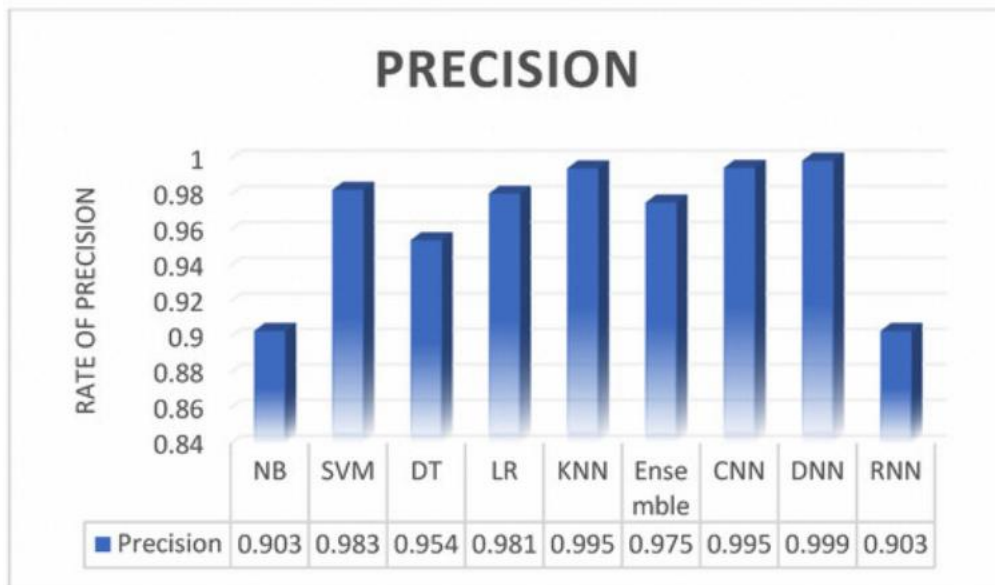 PRECISION
RATE OF PRECISION
1
0.98
0.96
0.94
0.92
0.9
0.88
0.86
0.84
NB SVM DT LR KNN Ense mble CNN DNN RNN
Precision 0.903 0.983 0.954 0.981 0.995 0.975 0.995 0.999 0.903